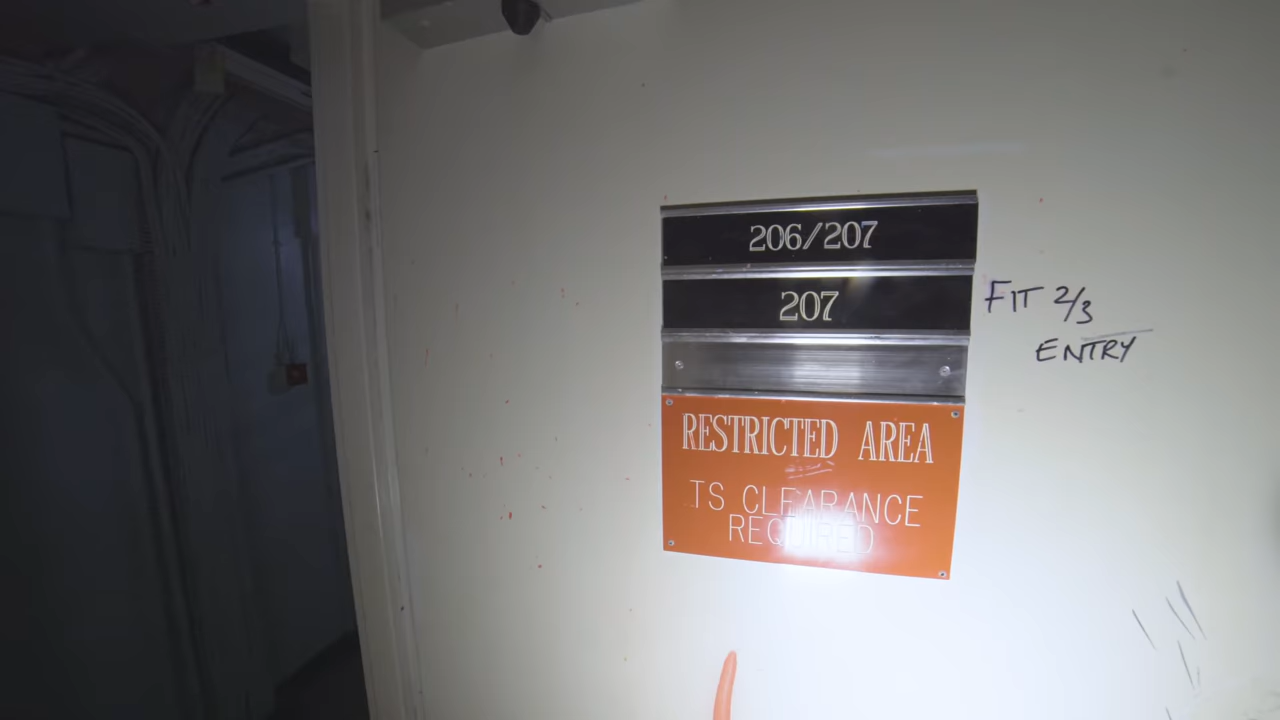 206/207
207
FIT 2/3
ENTRY
RESTRICTED AREA
TS CLEARANCE
REQUIRED